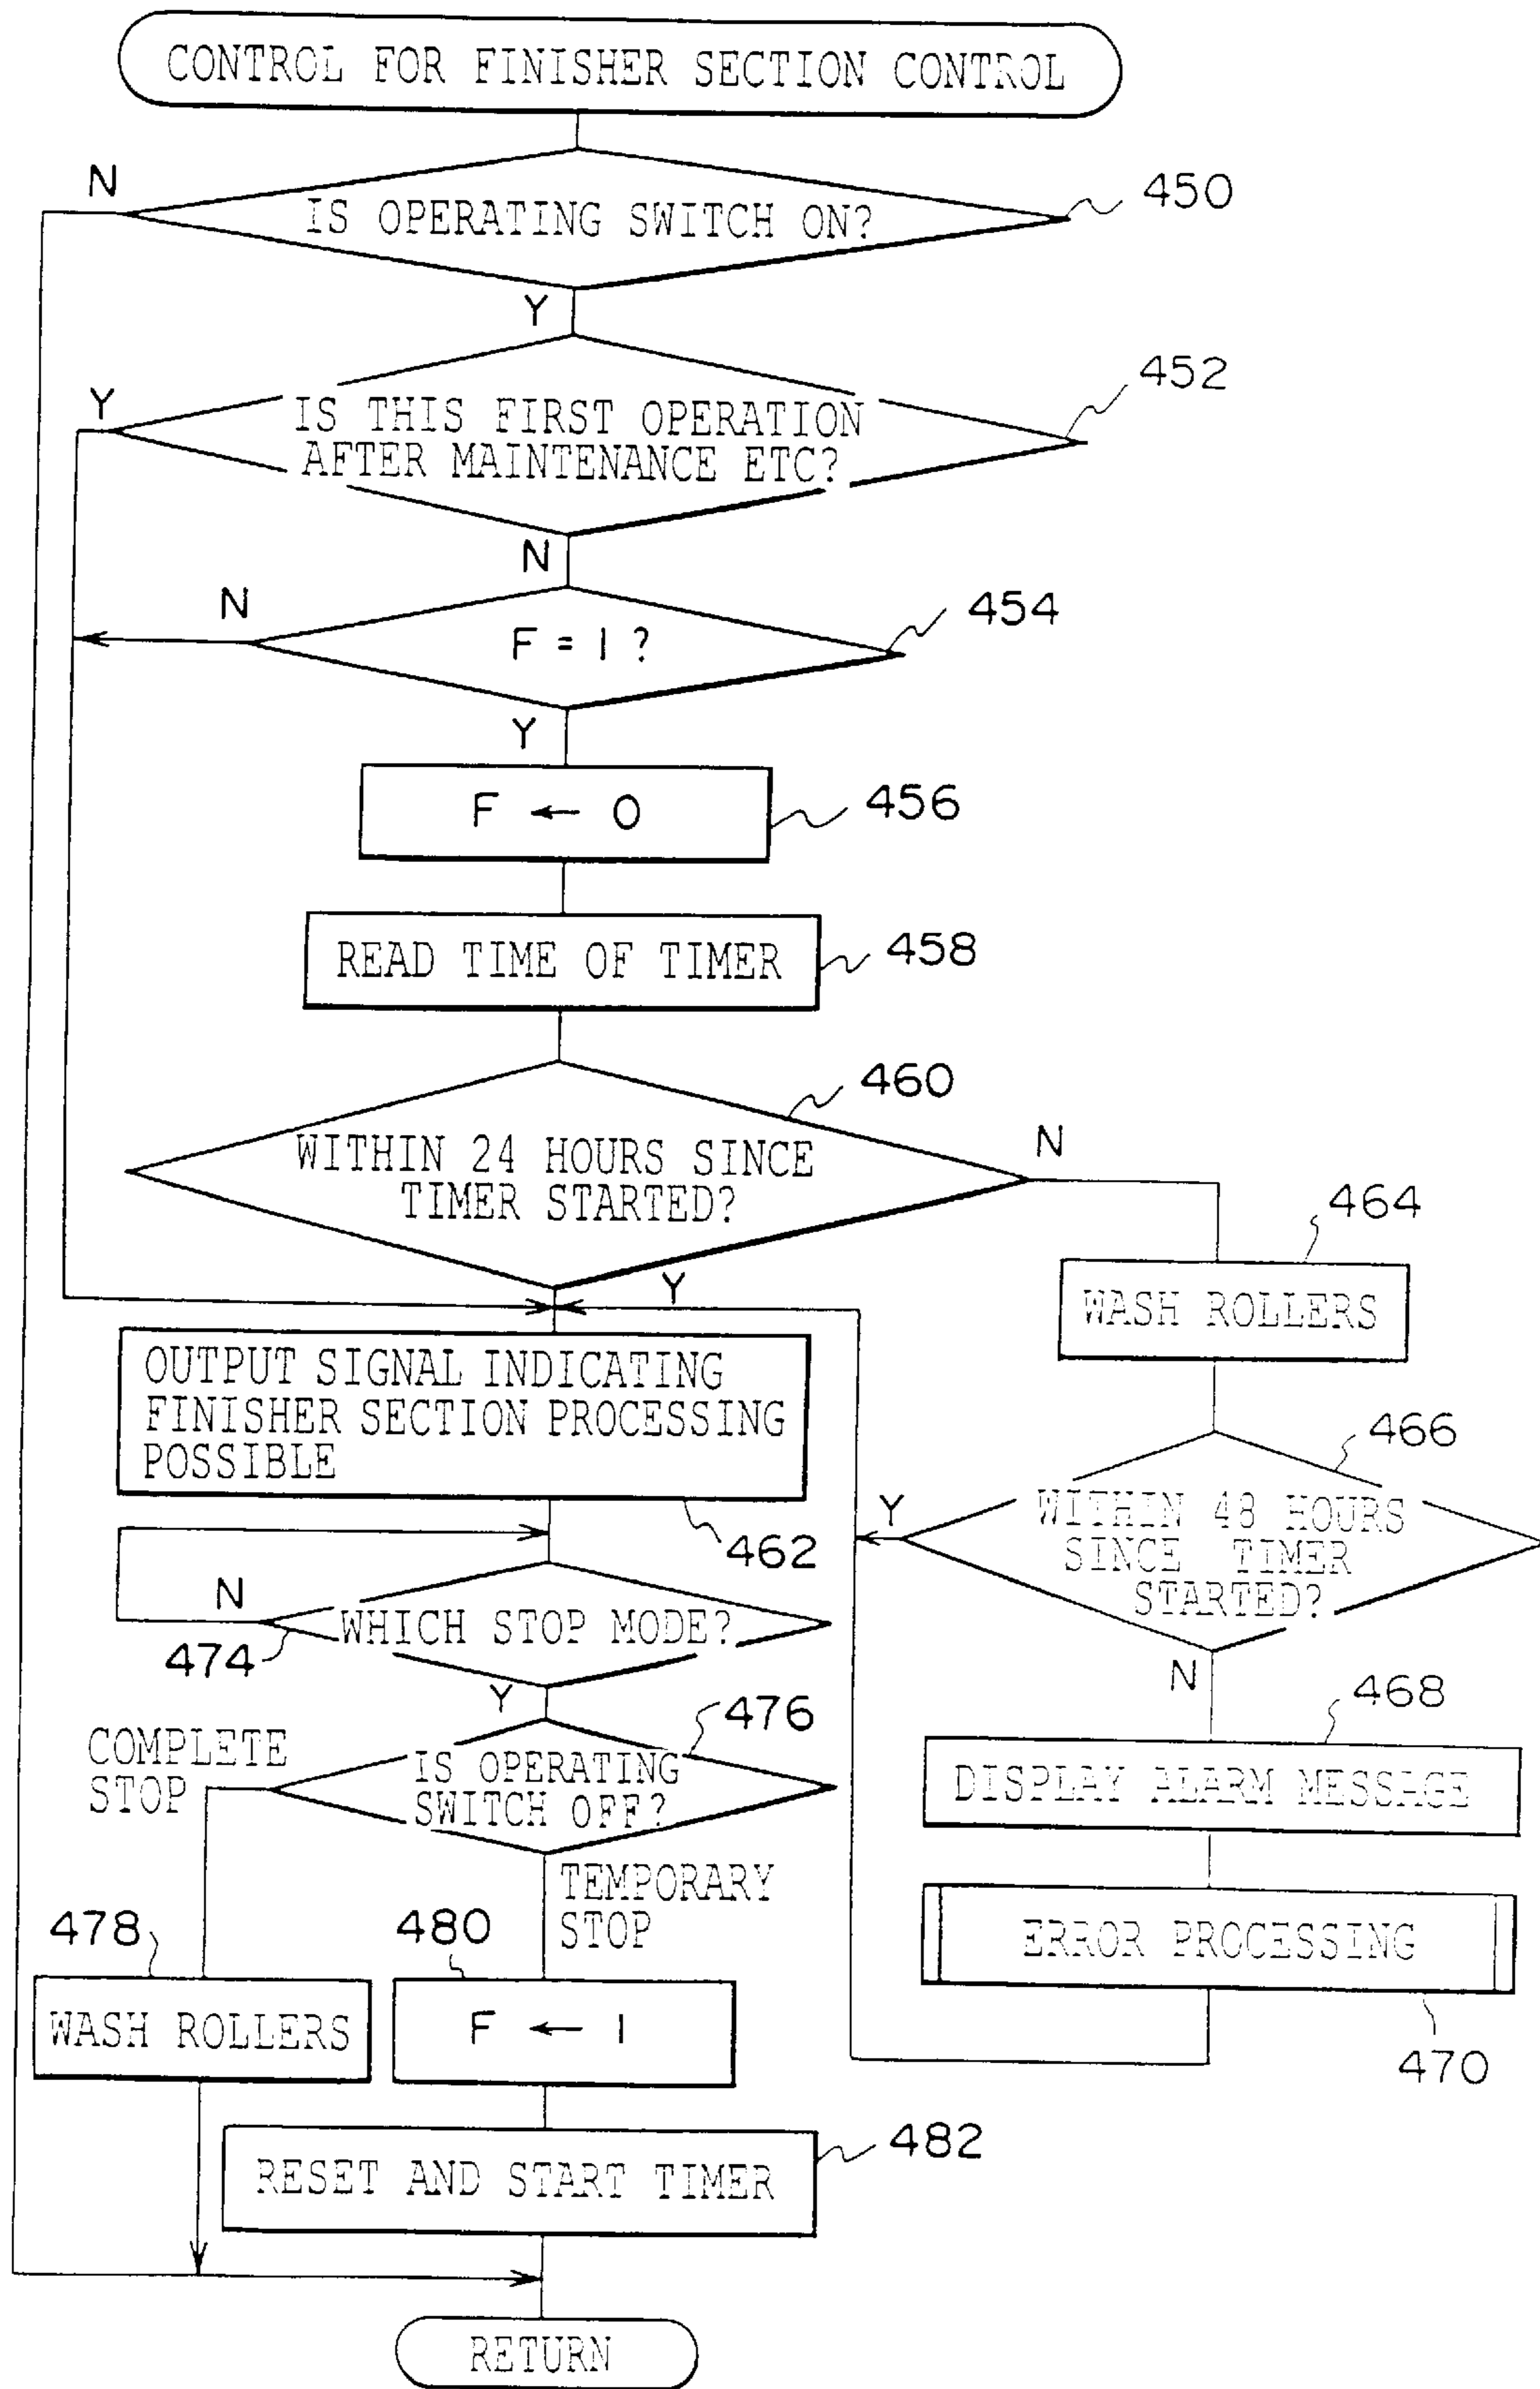 CONTROL FOR FINISHER SECTION CONTROL
N
IS OPERATING SWITCH ON?
450
Y
452
Y
IS THIS FIRST OPERATION
AFTER MAINTENANCE ETC?
N
N
454
F = 1 ?
Y
F ← 0
456
READ TIME OF TIMER
458
460
WITHIN 24 HOURS SINCE
TIMER STARTED?
N
464
Y
WASH ROLLERS
OUTPUT SIGNAL INDICATING
FINISHER SECTION PROCESSING
POSSIBLE
462
466
Y
WITHIN 48 HOURS
SINCE TIMER
STARTED?
N
N
WHICH STOP MODE?
474
Y
476
468
COMPLETE
STOP
IS OPERATING
SWITCH OFF?
DISPLAY ALARM MESSAGE
TEMPORARY
STOP
478
480
ERROR PROCESSING
WASH ROLLERS
F ← 1
470
RESET AND START TIMER
482
RETURN